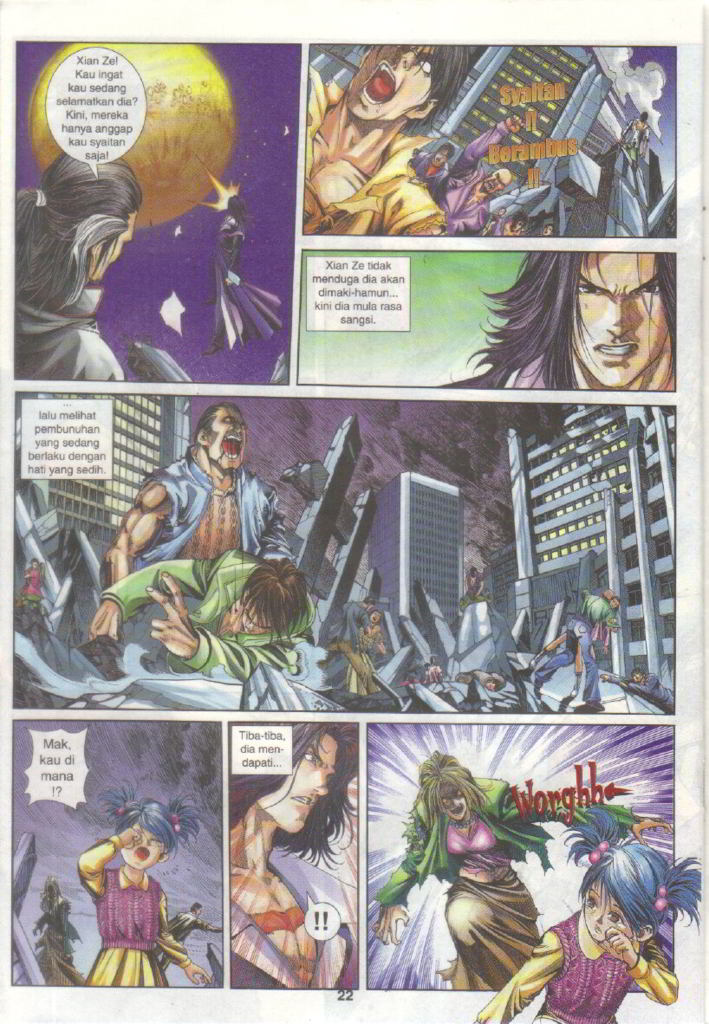 Xian Ze!
Kau ingat
kau sedang
selamatkan dia?
Kini, mereka
hanya anggap
kau syaitan
saja!
Syaitan
!!
Berambus
!!
Xian Ze tidak
menduga dia akan
dimaki-hamun...
kini dia mula rasa
sangsi.
...
lalu melihat
pembunuhan
yang sedang
berlaku dengan
hati yang sedih.
Mak,
kau di
mana
!?
Tiba-tiba,
dia men-
dapati...
!!
Worghh
22